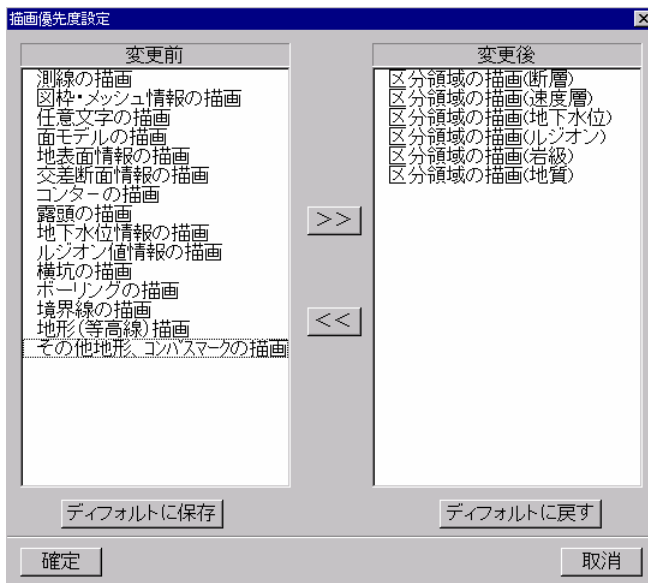 描画優先度設定
変更前
測線の描画
図枠・メッシュ情報の描画
任意文字の描画
面モデルの描画
地表面情報の描画
交差断面情報の描画
コンターの描画
露頭の描画
地下水位情報の描画
ルジオン値情報の描画
横坑の描画
ボーリングの描画
境界線の描画
地形(等高線)描画
その他地形、コンパスマークの描画
>>
<<
変更後
区分領域の描画(断層)
区分領域の描画(速度層)
区分領域の描画(地下水位)
区分領域の描画(ルジオン)
区分領域の描画(岩級)
区分領域の描画(地質)
ディフォルトに保存
ディフォルトに戻す
確定
取消